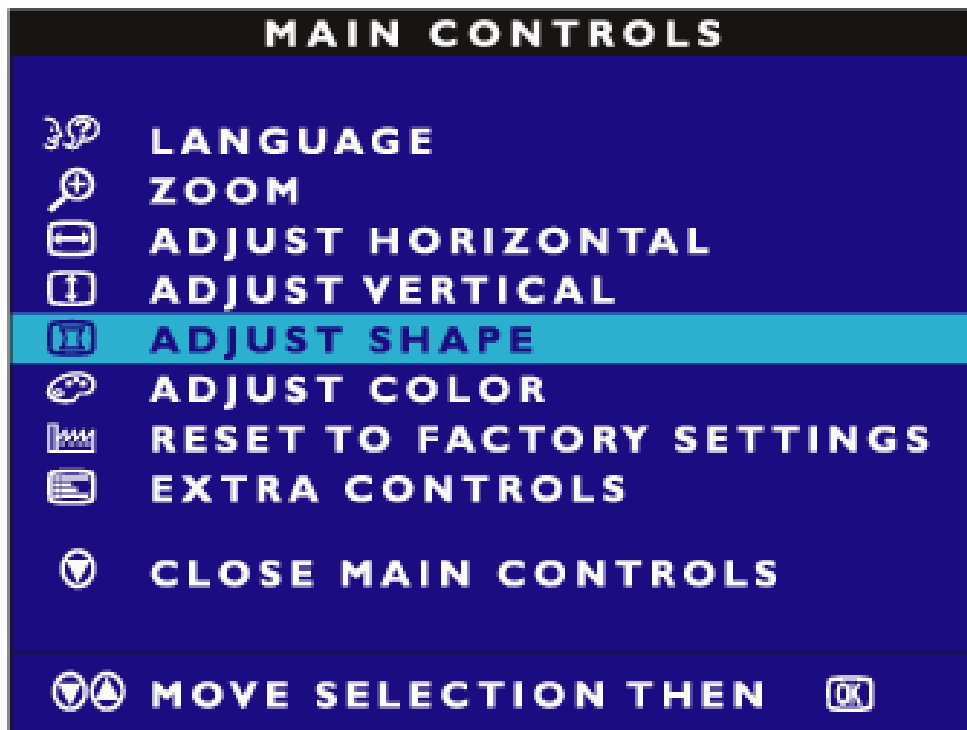 MAIN CONTROLS
LANGUAGE
ZOOM
ADJUST HORIZONTAL
ADJUST VERTICAL
ADJUST SHAPE
ADJUST COLOR
RESET TO FACTORY SETTINGS
EXTRA CONTROLS
CLOSE MAIN CONTROLS
MOVE SELECTION THEN OK